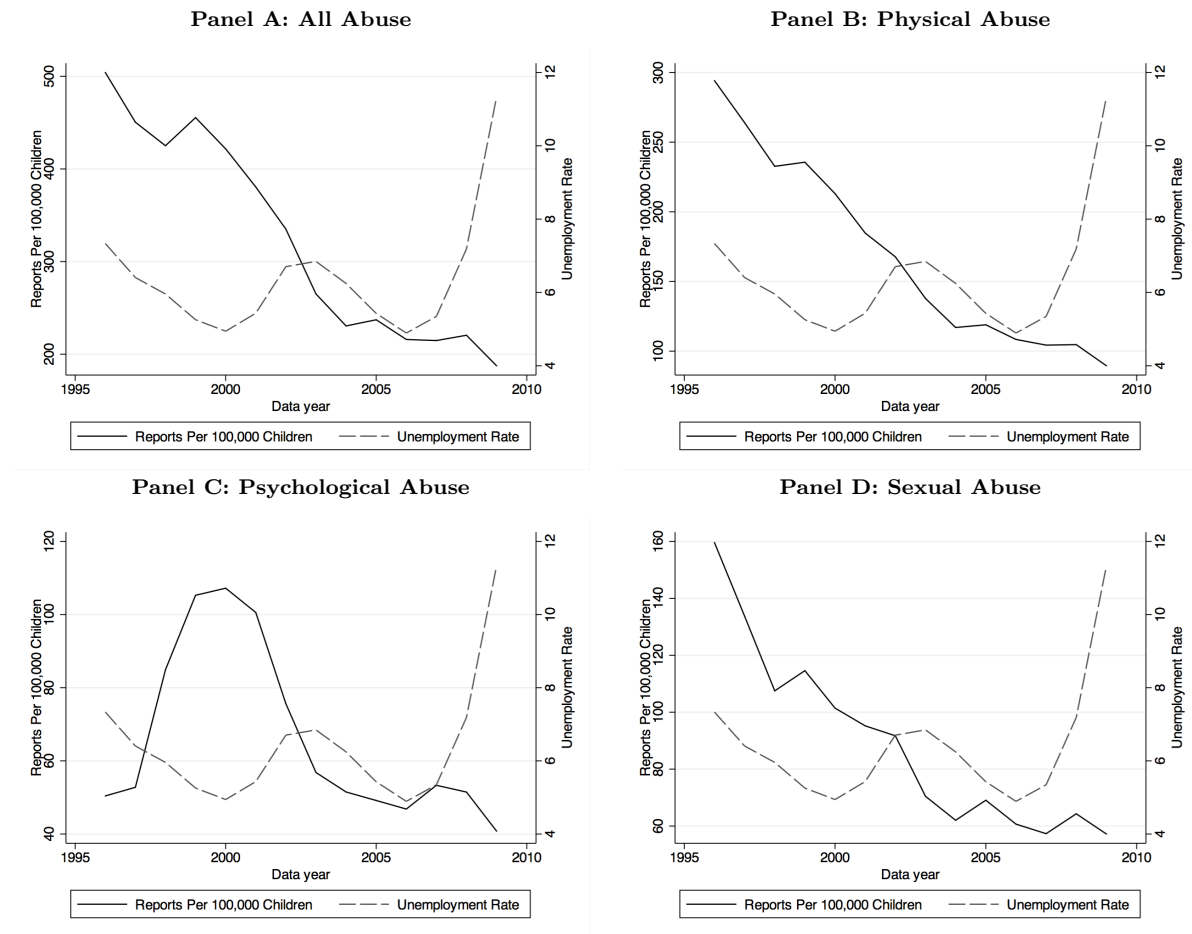 Panel A: All Abuse
Reports Per 100,000 Children
200 300 400 500
4 6 8 10 12
Unemployment Rate
1995 2000 2005 2010
Data year
Reports Per 100,000 Children Unemployment Rate
Panel B: Physical Abuse
Reports Per 100,000 Children
100 150 200 250 300
4 6 8 10 12
Unemployment Rate
1995 2000 2005 2010
Data year
Reports Per 100,000 Children Unemployment Rate
Panel C: Psychological Abuse
Reports Per 100,000 Children
40 60 80 100 120
4 6 8 10 12
Unemployment Rate
1995 2000 2005 2010
Data year
Reports Per 100,000 Children Unemployment Rate
Panel D: Sexual Abuse
Reports Per 100,000 Children
60 80 100 120 140 160
4 6 8 10 12
Unemployment Rate
1995 2000 2005 2010
Data year
Reports Per 100,000 Children Unemployment Rate